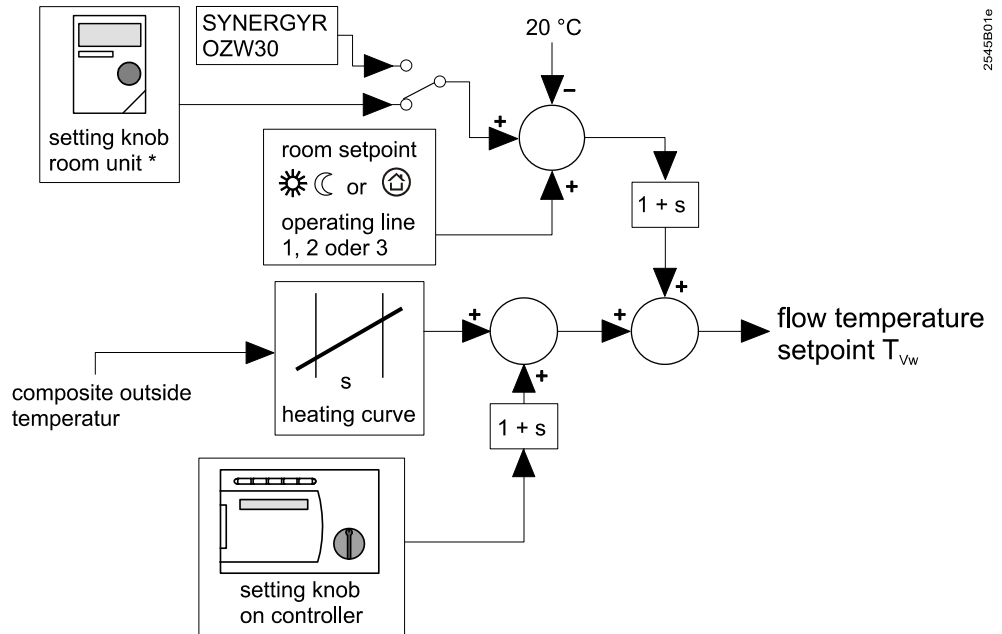 SYNERGYR
OZW30
20 °C
−
2545B01e
setting knob
room unit *
+
room setpoint
or
operating line
1, 2 oder 3
+
1 + s
+
composite outside
temperatur
s
heating curve
+
+
+
flow temperature
setpoint T_Vw
1 + s
setting knob
on controller